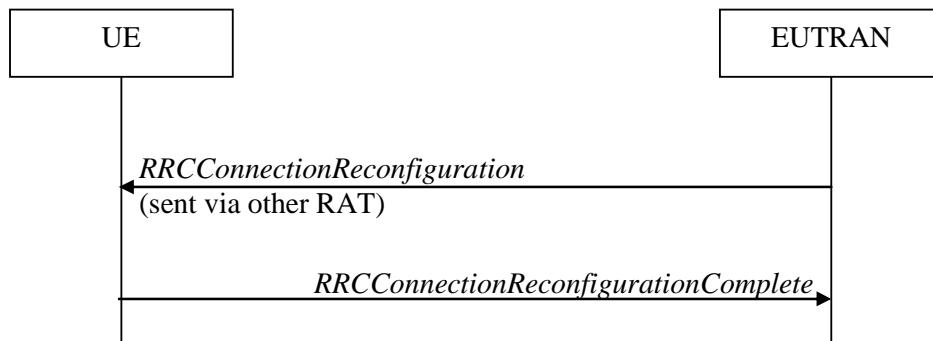 UE
EUTRAN
RRCConnectionReconfiguration
(sent via other RAT)
RRCConnectionReconfigurationComplete